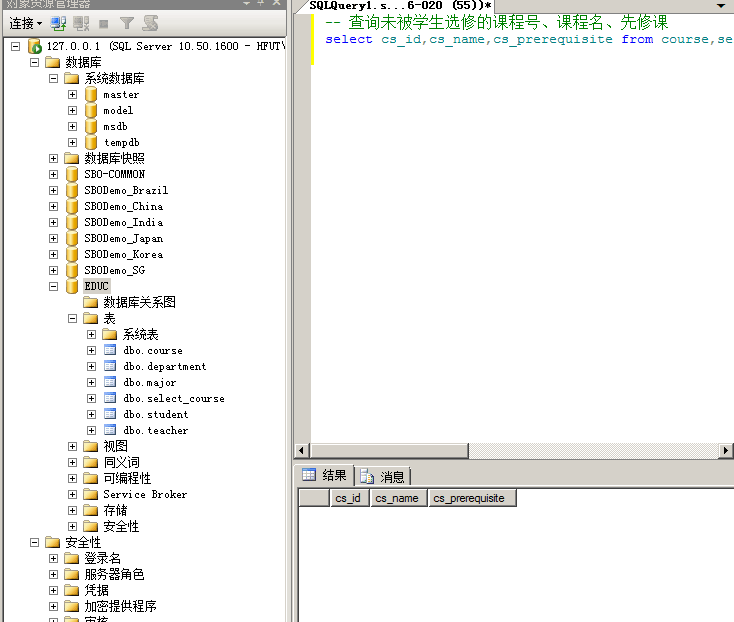 对象资源管理器
连接
127.0.0.1 (SQL Server 10.50.1600 - HFUT\
数据库
系统数据库
master
model
msdb
tempdb
数据库快照
SBO-COMMON
SBODemo_Brazil
SBODemo_China
SBODemo_India
SBODemo_Japan
SBODemo_Korea
SBODemo_SG
EDUC
数据库关系图
表
系统表
dbo.course
dbo.department
dbo.major
dbo.select_course
dbo.student
dbo.teacher
视图
同义词
可编程性
Service Broker
存储
安全性
安全性
登录名
服务器角色
凭据
加密提供程序
审核
SQLQuery1.s...6-020 (55))*
-- 查询未被学生选修的课程号、课程名、先修课
select cs_id,cs_name,cs_prerequisite from course,se
结果
消息
cs_id cs_name cs_prerequisite